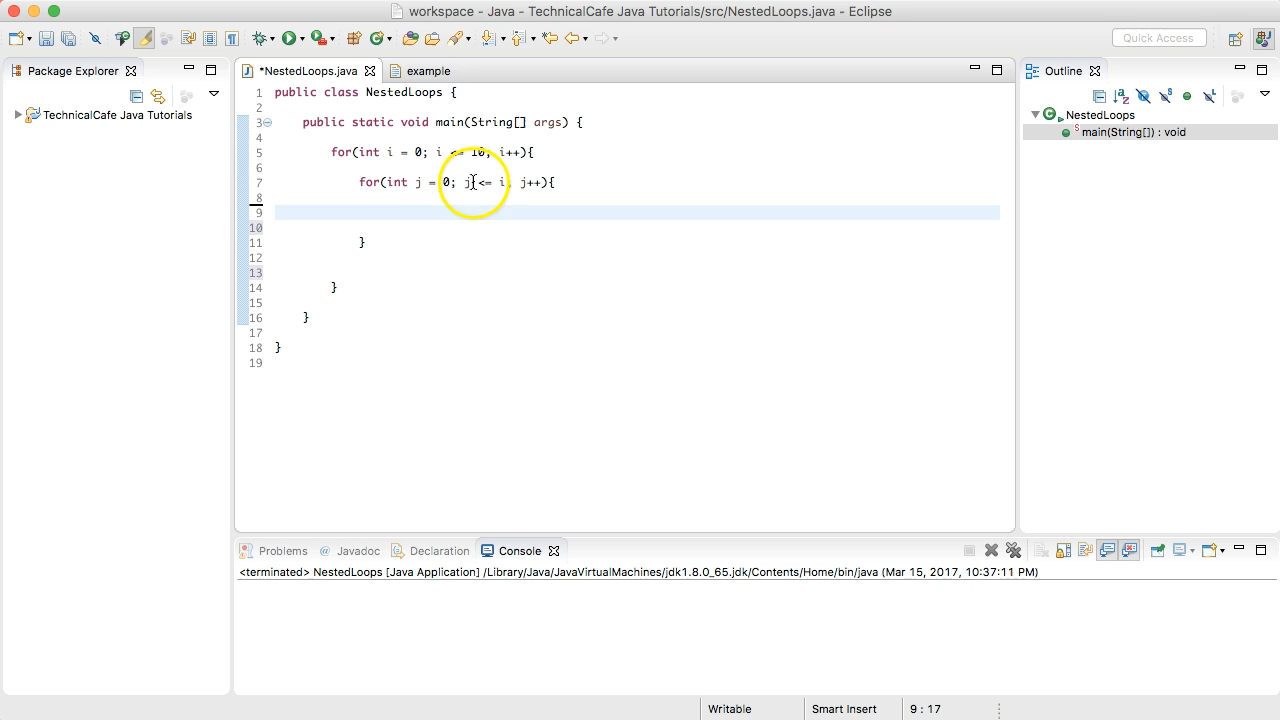 workspace - Java - TechnicalCafe Java Tutorials/src/NestedLoops.java - Eclipse
Quick Access
Package Explorer
TechnicalCafe Java Tutorials
*NestedLoops.java
example
1 public class NestedLoops {
2
3 public static void main(String[] args) {
4
5 for(int i = 0; i <= 10; i++){
6
7 for(int j = 0; j <= i; j++){
8
9
10
11 }
12
13
14 }
15
16 }
17
18 }
19
Outline
NestedLoops
main(String[]) : void
Problems
Javadoc
Declaration
Console
<terminated> NestedLoops [Java Application] /Library/Java/JavaVirtualMachines/jdk1.8.0_65.jdk/Contents/Home/bin/java (Mar 15, 2017, 10:37:11 PM)
Writable
Smart Insert
9 : 17